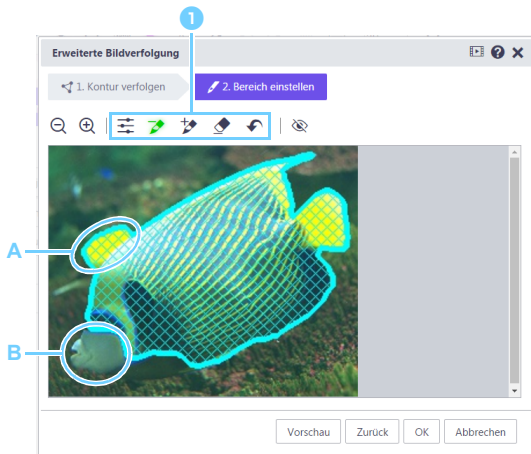 1
Erweiterte Bildverfolgung
1. Kontur verfolgen
2. Bereich einstellen
A
B
Vorschau
Zurück
OK
Abbrechen